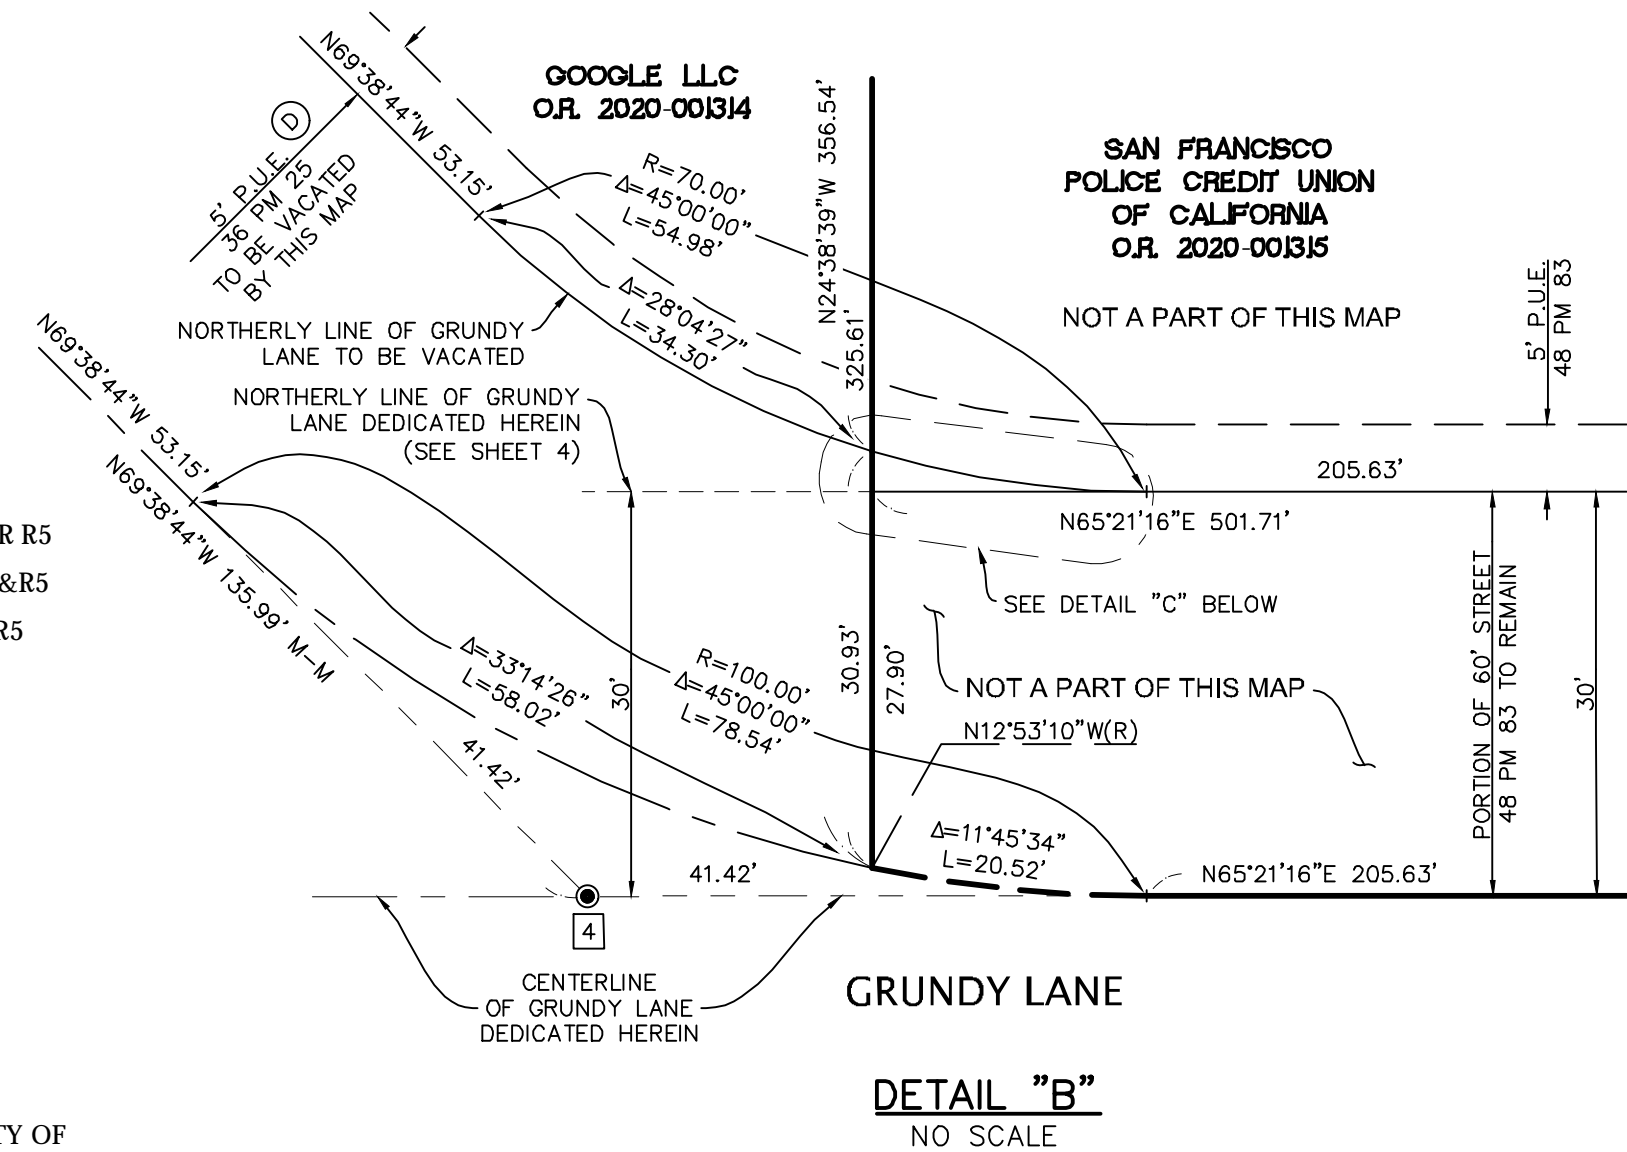 N69°38'44"W 53.15'
GOOGLE LLC
O.R. 2020-001314
D
5' P.U.E.
36 PM 25
TO BE VACATED
BY THIS MAP
R=70.00'
Δ=45°00'00"
L=54.98'
N24°38'39"W 356.54'
325.61'
SAN FRANCISCO
POLICE CREDIT UNION
OF CALIFORNIA
O.R. 2020-001315
NOT A PART OF THIS MAP
5' P.U.E.
48 PM 83
Δ=28°04'27"
L=34.30'
NORTHERLY LINE OF GRUNDY
LANE TO BE VACATED
NORTHERLY LINE OF GRUNDY
LANE DEDICATED HEREIN
(SEE SHEET 4)
N69°38'44"W 53.15'
N69°38'44"W 135.99' M-M
205.63'
N65°21'16"E 501.71'
R R5
&R5
R5
SEE DETAIL "C" BELOW
Δ=33°14'26"
L=58.02'
30'
R=100.00'
Δ=45°00'00"
L=78.54'
30.93'
27.90'
NOT A PART OF THIS MAP
N12°53'10"W(R)
PORTION OF 60' STREET
48 PM 83 TO REMAIN
30'
41.42'
Δ=11°45'34"
L=20.52'
41.42'
N65°21'16"E 205.63'
4
CENTERLINE
OF GRUNDY LANE
DEDICATED HEREIN
GRUNDY LANE
DETAIL "B"
NO SCALE
TY OF